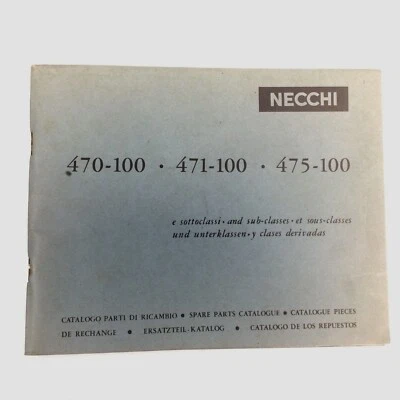 NECCHI
470-100 · 471-100 · 475-100
e sottoclassi · and sub-classes · et sous-classes
und unterklassen · y clases derivadas
CATALOGO PARTI DI RICAMBIO • SPARE PARTS CATALOGUE • CATALOGUE PIECES
DE RECHANGE • ERSATZTEIL-KATALOG • CATALOGO DE LOS REPUESTOS